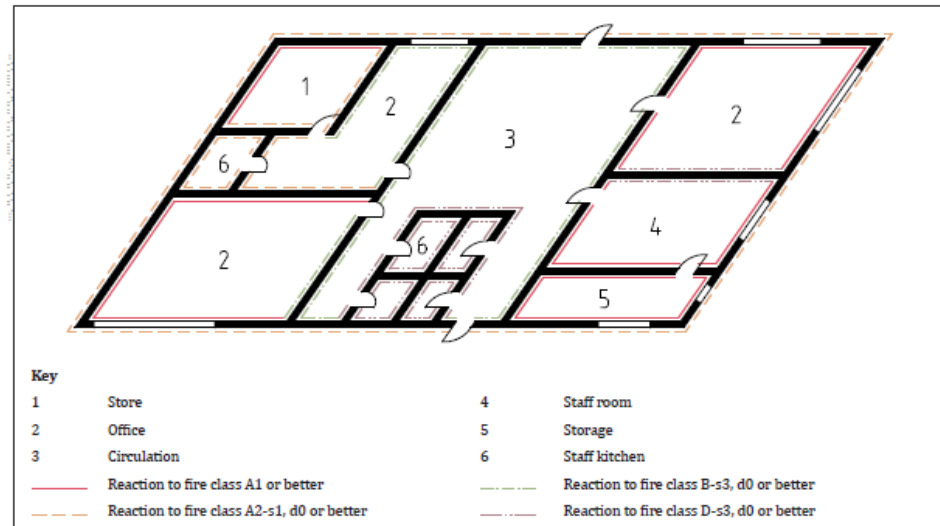 1
2
2
3
6
4
2
6
5
Key
1 Store 4 Staff room
2 Office 5 Storage
3 Circulation 6 Staff kitchen
Reaction to fire class A1 or better Reaction to fire class B-s3, d0 or better
Reaction to fire class A2-s1, d0 or better Reaction to fire class D-s3, d0 or better